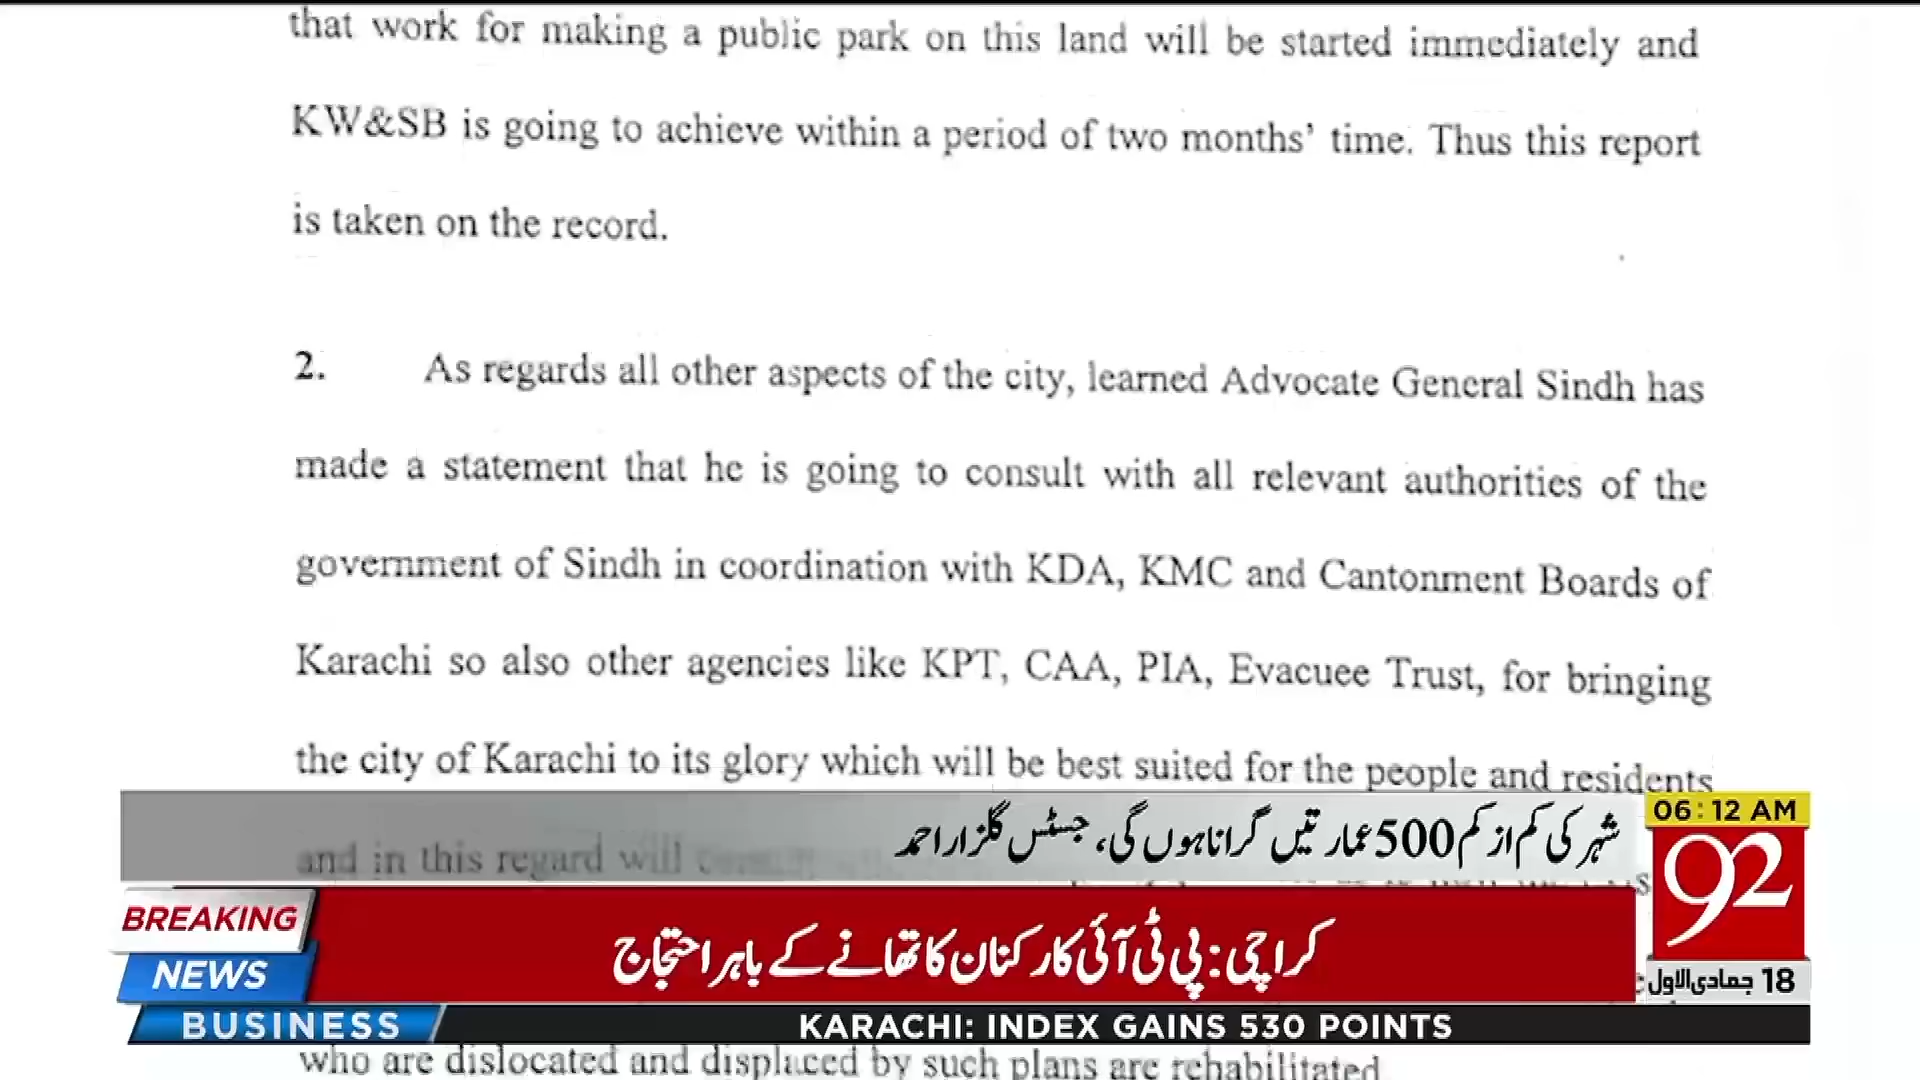 that work for making a public park on this land will be started immediately and
KW&SB is going to achieve within a period of two months’ time. Thus this report
is taken on the record.
2. As regards all other aspects of the city, learned Advocate General Sindh has
made a statement that he is going to consult with all relevant authorities of the
government of Sindh in coordination with KDA, KMC and Cantonment Boards of
Karachi so also other agencies like KPT, CAA, PIA, Evacuee Trust, for bringing
the city of Karachi to its glory which will be best suited for the people and residents
and in this regard will
شہر کی کم از کم 500 عمارتیں گرانا ہوں گی، جسٹس گلزار احمد
06:12 AM
92
BREAKING
NEWS
کراچی: پی ٹی آئی کارکنان کا تھانے کے باہر احتجاج
18 جمادی الاول
BUSINESS
KARACHI: INDEX GAINS 530 POINTS
who are dislocated and displaced by such plans are rehabilitated